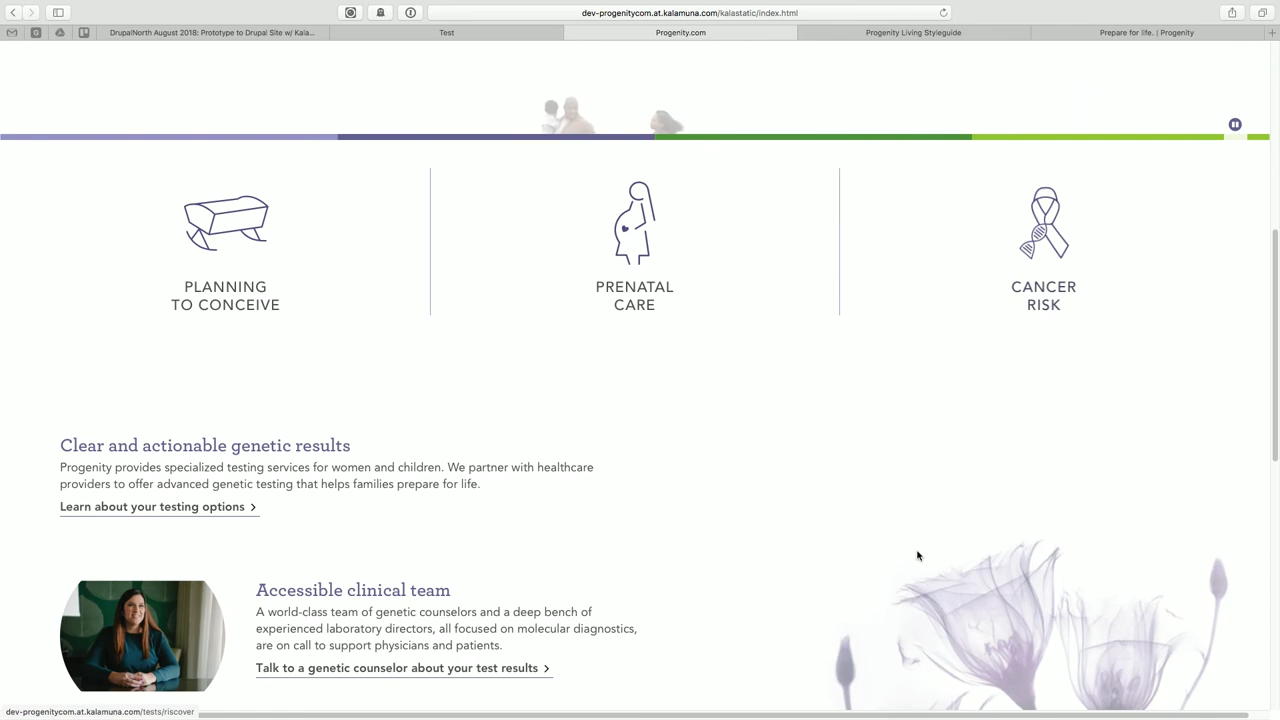 dev-progenitycom.at.kalamuna.com/kalastatic/index.html
DrupalNorth August 2018: Prototype to Drupal Site w/ Kala...
Test
Progenity.com
Progenity Living Styleguide
Prepare for life. | Progenity
PLANNING
TO CONCEIVE
PRENATAL
CARE
CANCER
RISK
Clear and actionable genetic results
Progenity provides specialized testing services for women and children. We partner with healthcare
providers to offer advanced genetic testing that helps families prepare for life.
Learn about your testing options
Accessible clinical team
A world-class team of genetic counselors and a deep bench of
experienced laboratory directors, all focused on molecular diagnostics,
are on call to support physicians and patients.
Talk to a genetic counselor about your test results
dev-progenitycom.at.kalamuna.com/tests/riscover